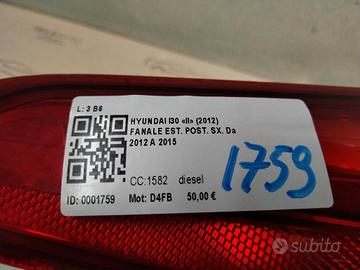 L: 3 B6
HYUNDAI I30 «II» (2012)
FANALE EST. POST. SX. Da
2012 A 2015
CC:1582 diesel
ID: 0001759 Mot: D4FB 50,00 €
1759
subito